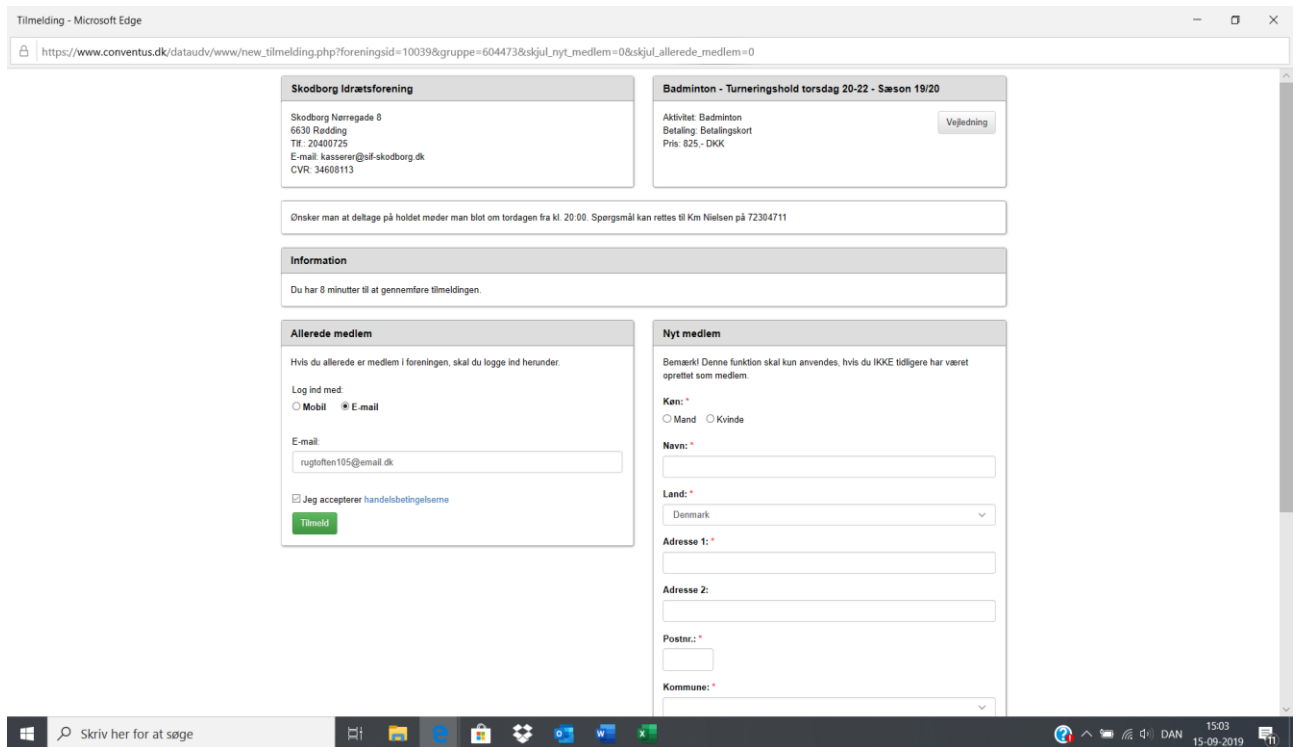 Tilmelding - Microsoft Edge
https://www.conventus.dk/dataudv/www/new_tilmelding.php?foreningsid=10039&gruppe=604473&skjul_nyt_medlem=0&skjul_allerede_medlem=0
Skodborg Idrætsforening
Skodborg Nørregade 8
6630 Rødding
Tlf.: 20400725
E-mail: kasserer@sif-skodborg.dk
CVR: 34608113
Badminton - Turneringshold torsdag 20-22 - Sæson 19/20
Aktivitet: Badminton
Betaling: Betalingskort
Pris: 825,- DKK
Vejledning
Ønsker man at deltage på holdet møder man blot om tordagen fra kl. 20:00. Spørgsmål kan rettes til Km Nielsen på 72304711
Information
Du har 8 minutter til at gennemføre tilmeldingen.
Allerede medlem
Hvis du allerede er medlem i foreningen, skal du logge ind herunder.
Log ind med:
Mobil E-mail
E-mail:
rugtoften105@email.dk
Jeg accepterer handelsbetingelserne
Tilmeld
Nyt medlem
Bemærk! Denne funktion skal kun anvendes, hvis du IKKE tidligere har været
oprettet som medlem.
Køn: *
Mand Kvinde
Navn: *
Land: *
Denmark
Adresse 1: *
Adresse 2:
Postnr.: *
Kommune: *
Skriv her for at søge
DAN
15:03
15-09-2019